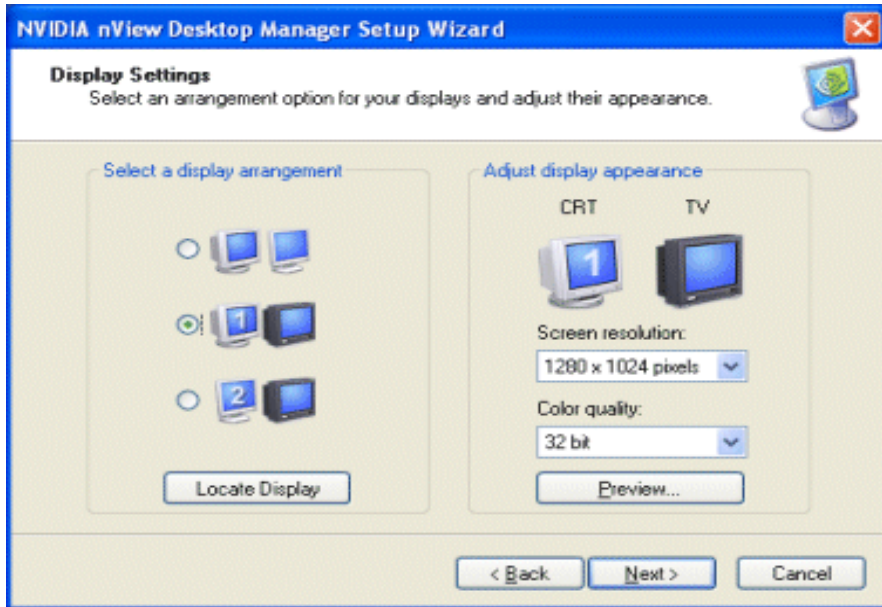 NVIDIA nView Desktop Manager Setup Wizard
Display Settings
Select an arrangement option for your displays and adjust their appearance.
Select a display arrangement
1
2
Locate Display
Adjust display appearance
CRT TV
1
Screen resolution:
1280 x 1024 pixels
Color quality:
32 bit
Preview...
< Back Next > Cancel